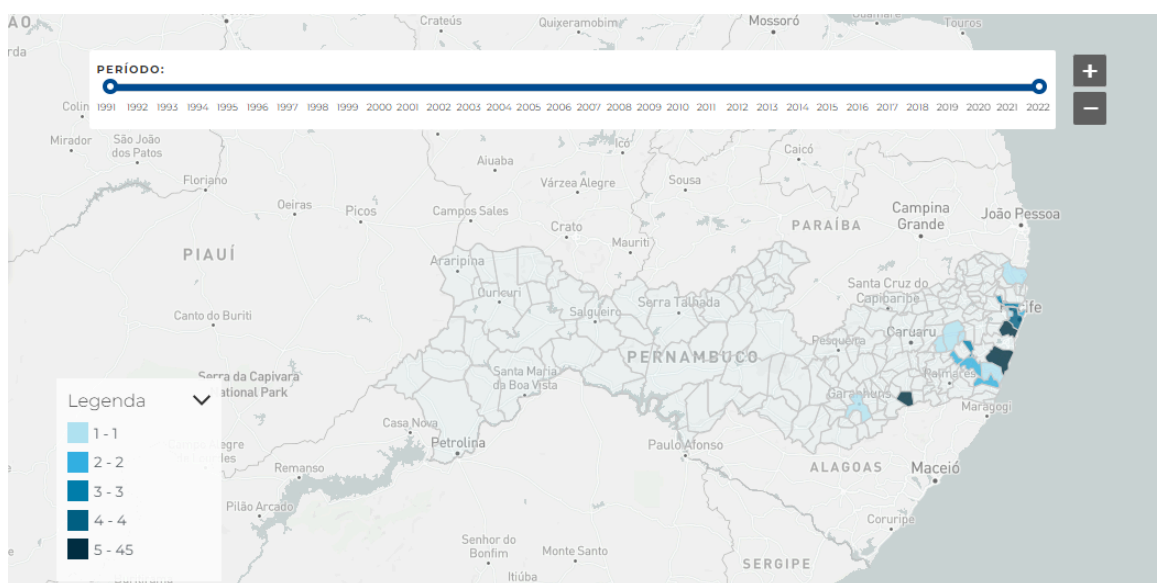 Crateús
Quixeramobim
Mossoró
Touros
PERÍODO:
1991 1992 1993 1994 1995 1996 1997 1998 1999 2000 2001 2002 2003 2004 2005 2006 2007 2008 2009 2010 2011 2012 2013 2014 2015 2016 2017 2018 2019 2020 2021 2022
+
−
Mirador
São João
dos Patos
Icó
Caicó
Aiuaba
Floriano
Várzea Alegre
Sousa
Oeiras
Picos
Campos Sales
Campina
Grande
João Pessoa
Crato
PARAÍBA
Mauriti
PIAUÍ
Araripina
Santa Cruz do
Capibaribe
Ouricuri
Serra Talhada
Canto do Buriti
Salgueiro
Caruaru
Pesqueira
PERNAMBUCO
Santa Maria
da Boa Vista
Palmares
Serra da Capivara
National Park
Garanhuns
Maragogi
Legenda
Casa Nova
1 - 1
Petrolina
Paulo Afonso
2 - 2
Remanso
ALAGOAS
Maceió
3 - 3
Pilão Arcado
4 - 4
Coruripe
5 - 45
Senhor do
Bonfim
Monte Santo
SERGIPE
Itiúba